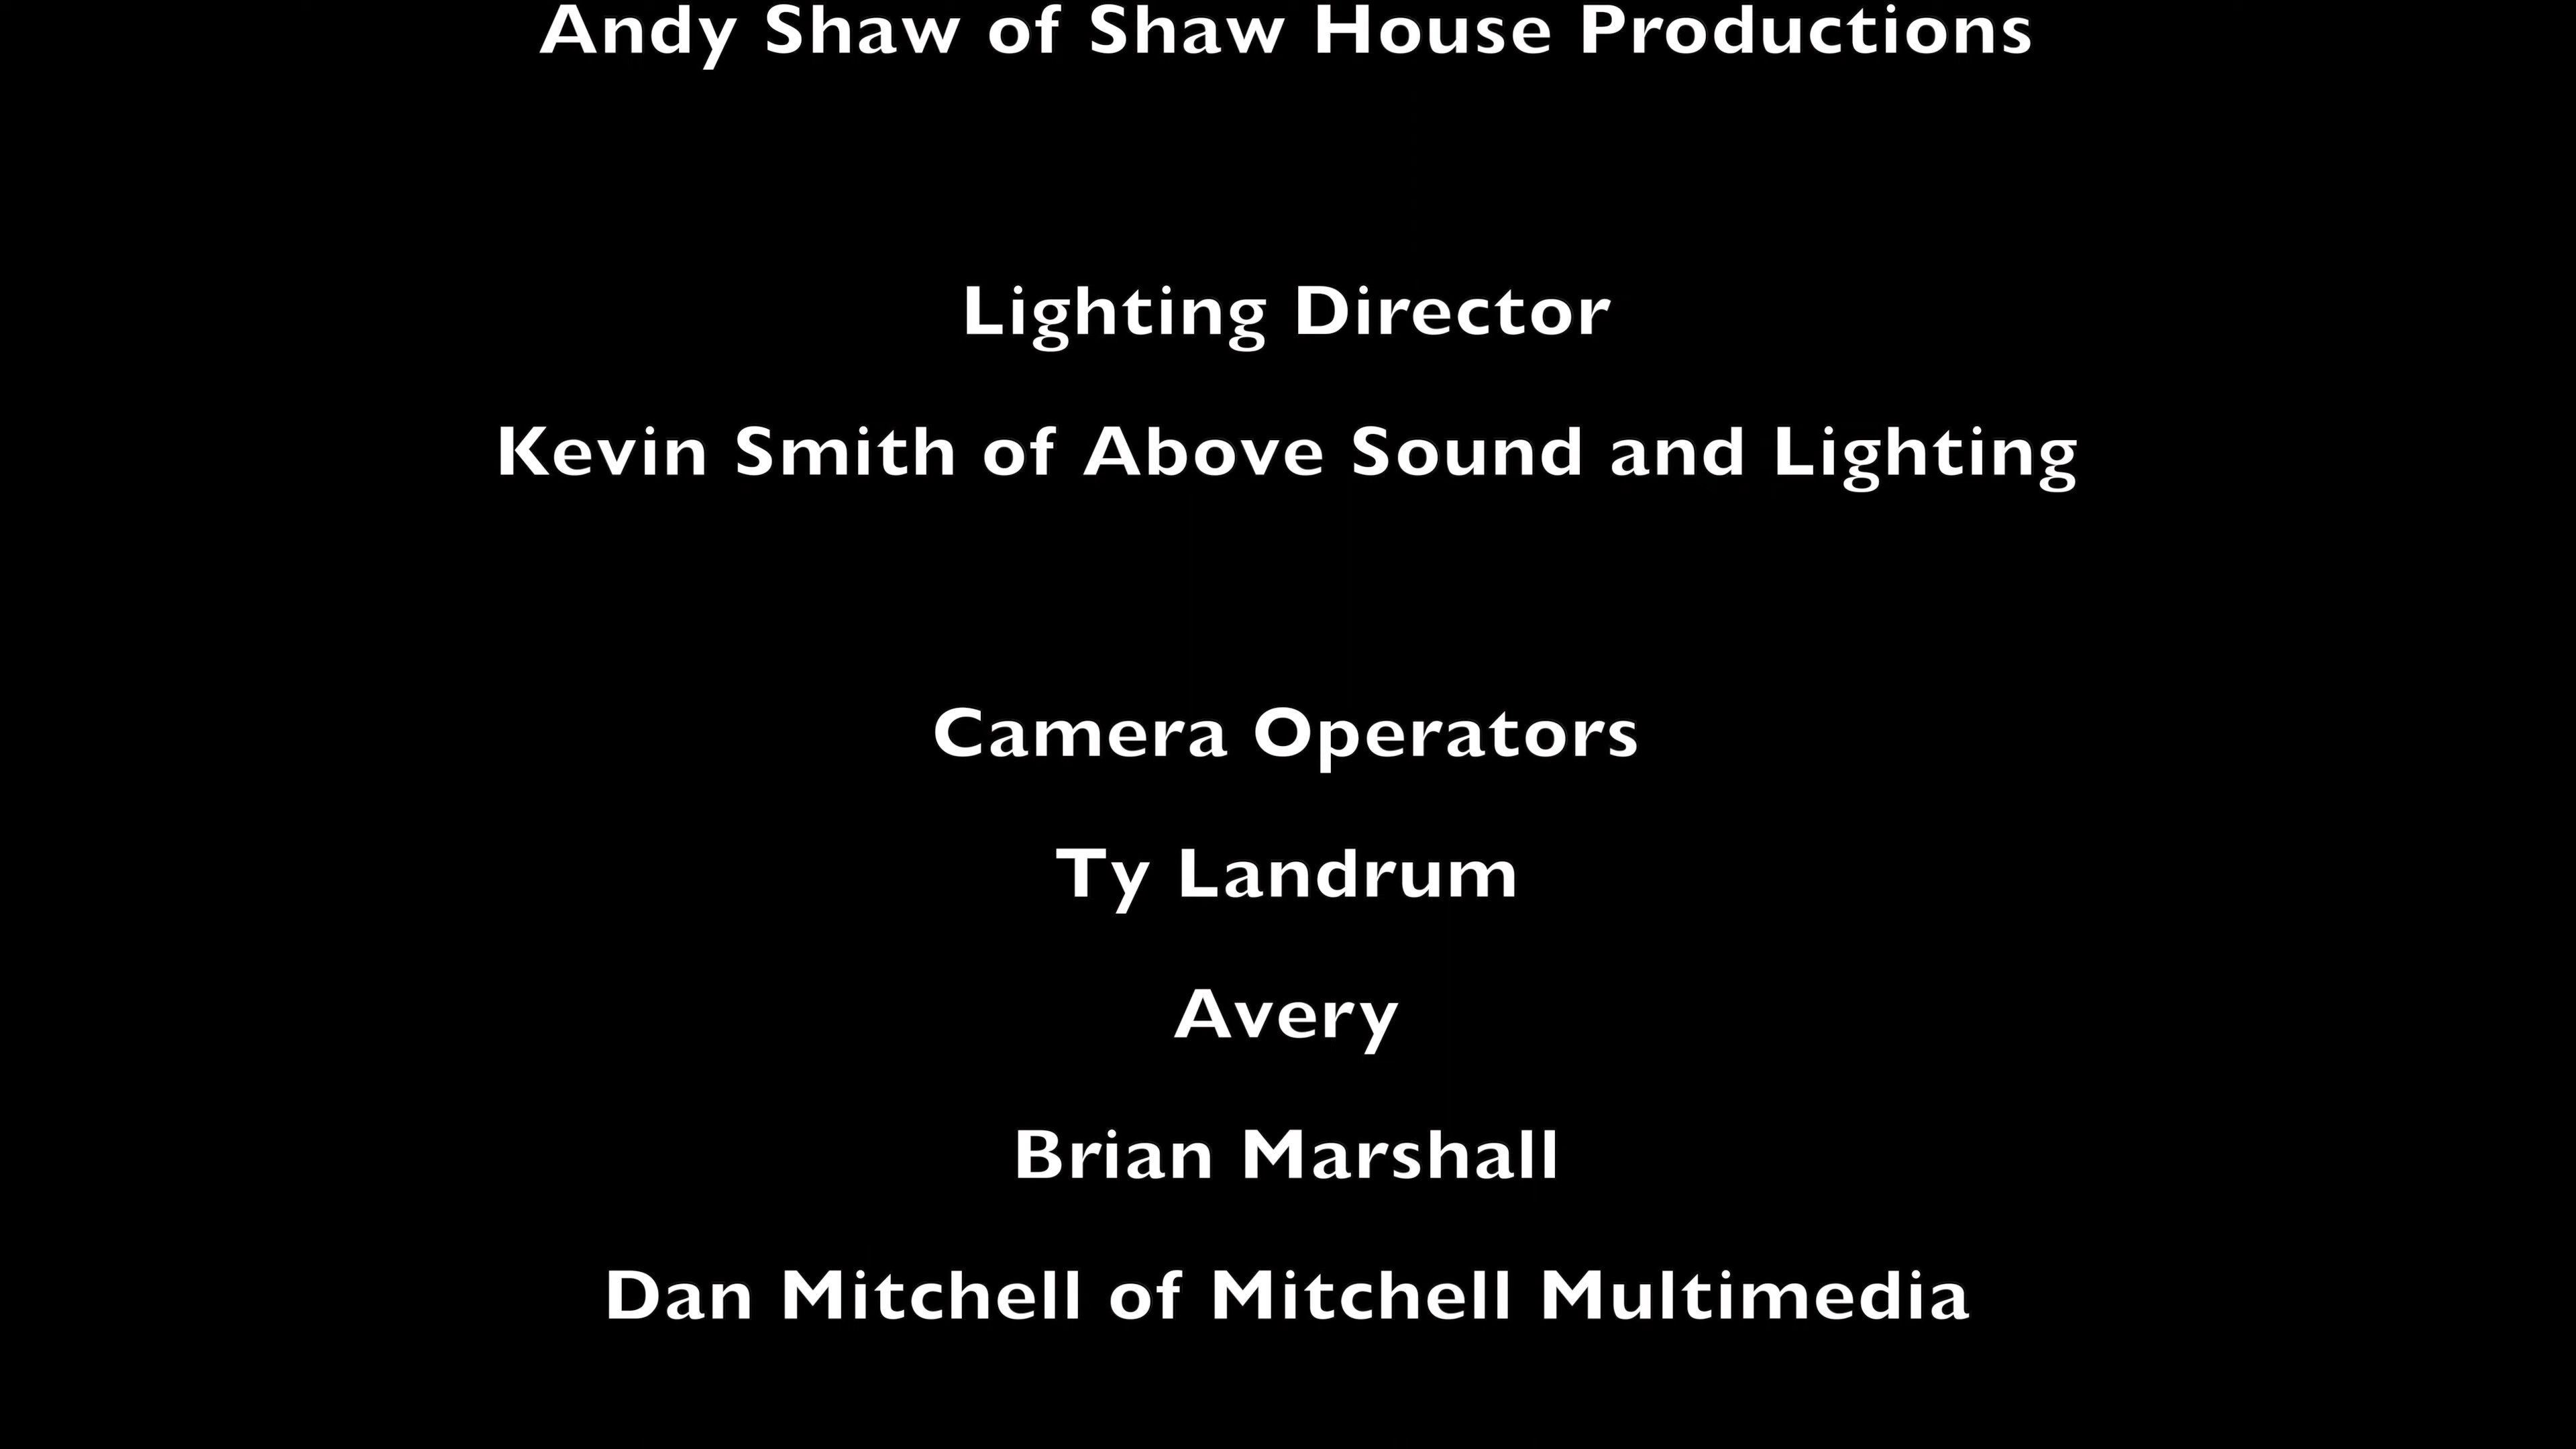 Andy Shaw of Shaw House Productions
Lighting Director
Kevin Smith of Above Sound and Lighting
Camera Operators
Ty Landrum
Avery
Brian Marshall
Dan Mitchell of Mitchell Multimedia